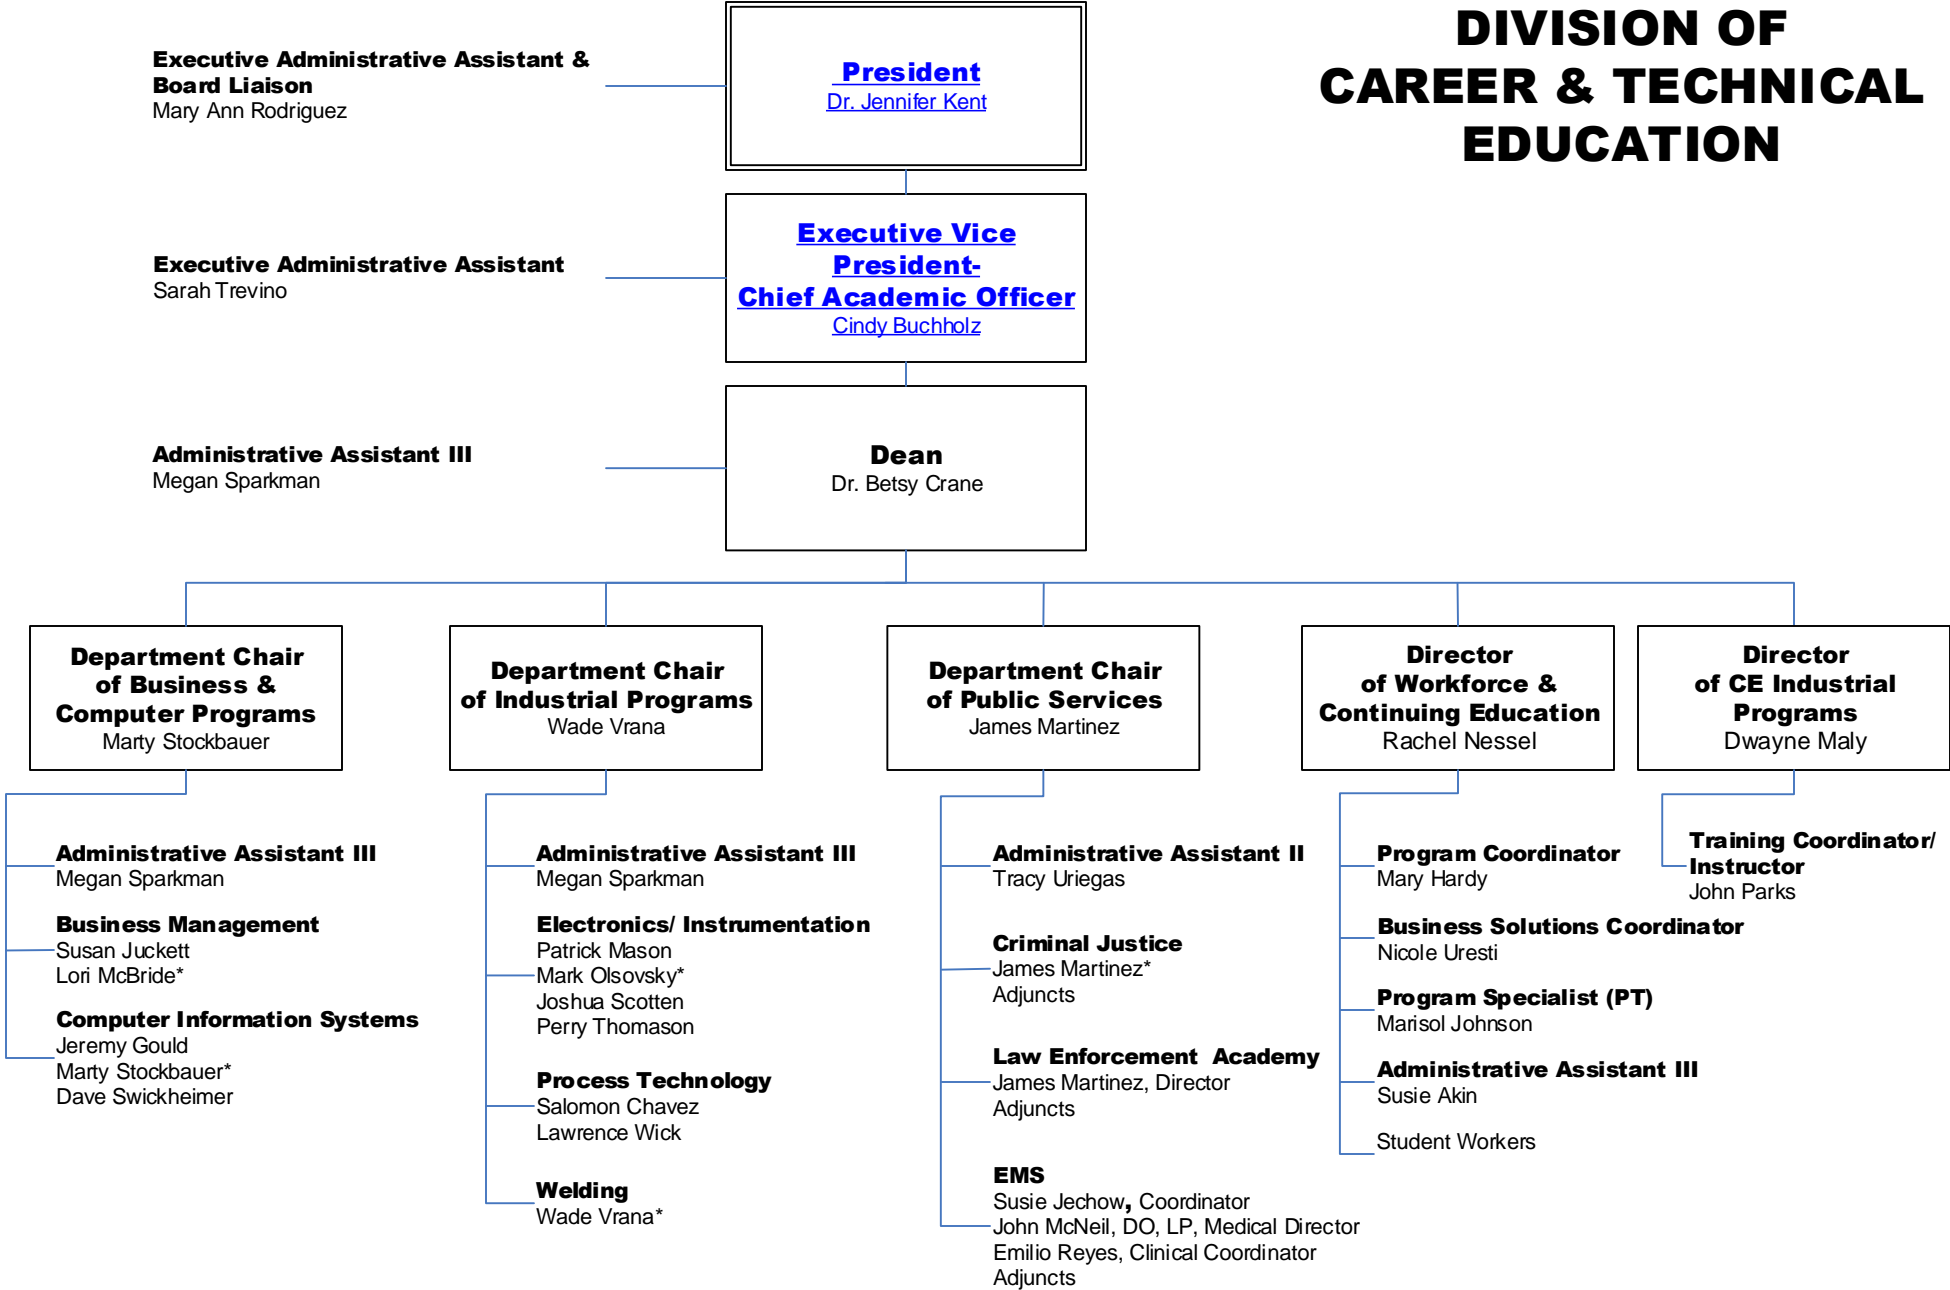 DIVISION OF
CAREER & TECHNICAL
EDUCATION
Executive Administrative Assistant &
Board Liaison
Mary Ann Rodriguez
President
Dr. Jennifer Kent
Executive Administrative Assistant
Sarah Trevino
Executive Vice
President-
Chief Academic Officer
Cindy Buchholz
Administrative Assistant III
Megan Sparkman
Dean
Dr. Betsy Crane
Department Chair
of Business &
Computer Programs
Marty Stockbauer
Department Chair
of Industrial Programs
Wade Vrana
Department Chair
of Public Services
James Martinez
Director
of Workforce &
Continuing Education
Rachel Nessel
Director
of CE Industrial
Programs
Dwayne Maly
Administrative Assistant III
Megan Sparkman
Business Management
Susan Juckett
Lori McBride*
Computer Information Systems
Jeremy Gould
Marty Stockbauer*
Dave Swickheimer
Administrative Assistant III
Megan Sparkman
Electronics/ Instrumentation
Patrick Mason
Mark Olsovsky*
Joshua Scotten
Perry Thomason
Process Technology
Salomon Chavez
Lawrence Wick
Welding
Wade Vrana*
Administrative Assistant II
Tracy Uriegas
Criminal Justice
James Martinez*
Adjuncts
Law Enforcement Academy
James Martinez, Director
Adjuncts
EMS
Susie Jechow, Coordinator
John McNeil, DO, LP, Medical Director
Emilio Reyes, Clinical Coordinator
Adjuncts
Program Coordinator
Mary Hardy
Business Solutions Coordinator
Nicole Uresti
Program Specialist (PT)
Marisol Johnson
Administrative Assistant III
Susie Akin
Student Workers
Training Coordinator/
Instructor
John Parks